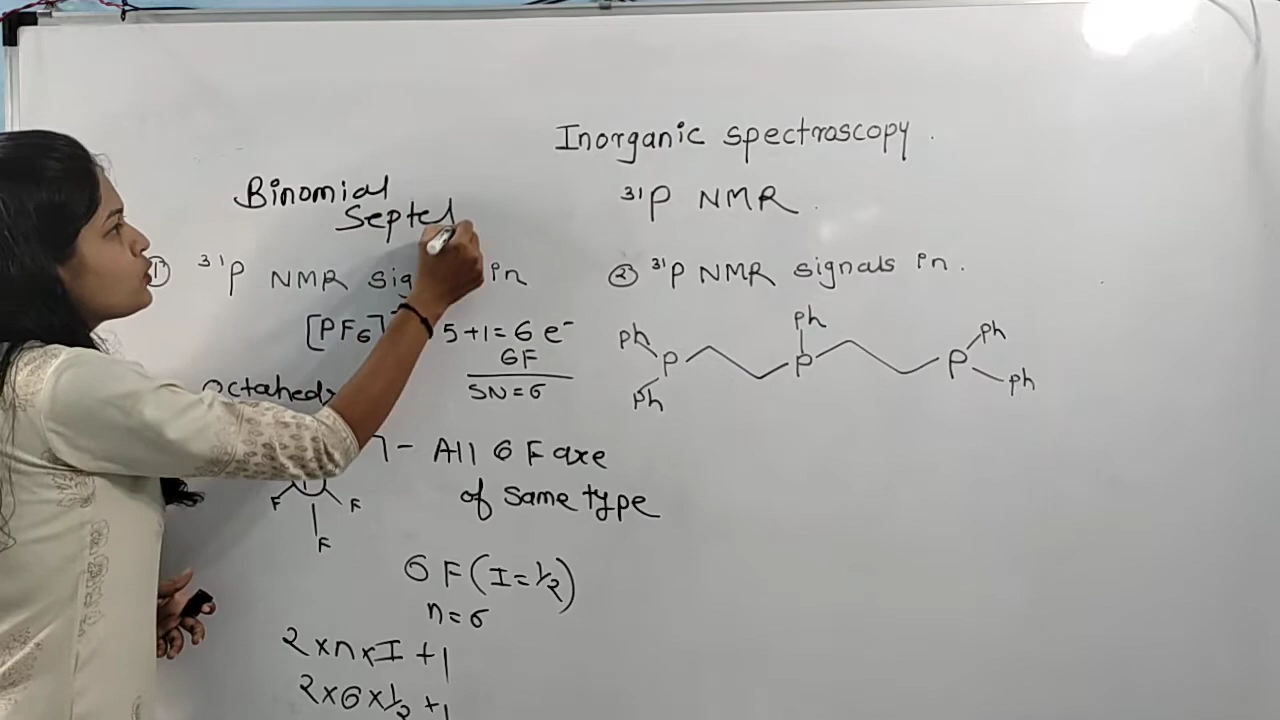 Inorganic spectroscopy.
³¹P NMR.
Binomial
Septet
① ³¹P NMR sig in
[PF6]⁻ 5+1=6 e⁻
6F
SN=6
octahed
All 6 F are
of same type
F F
F
6 F (I=1/2)
n=6
2×n×I+1
2×6×1/2+1
② ³¹P NMR signals in.
Ph Ph Ph
P P P
Ph Ph